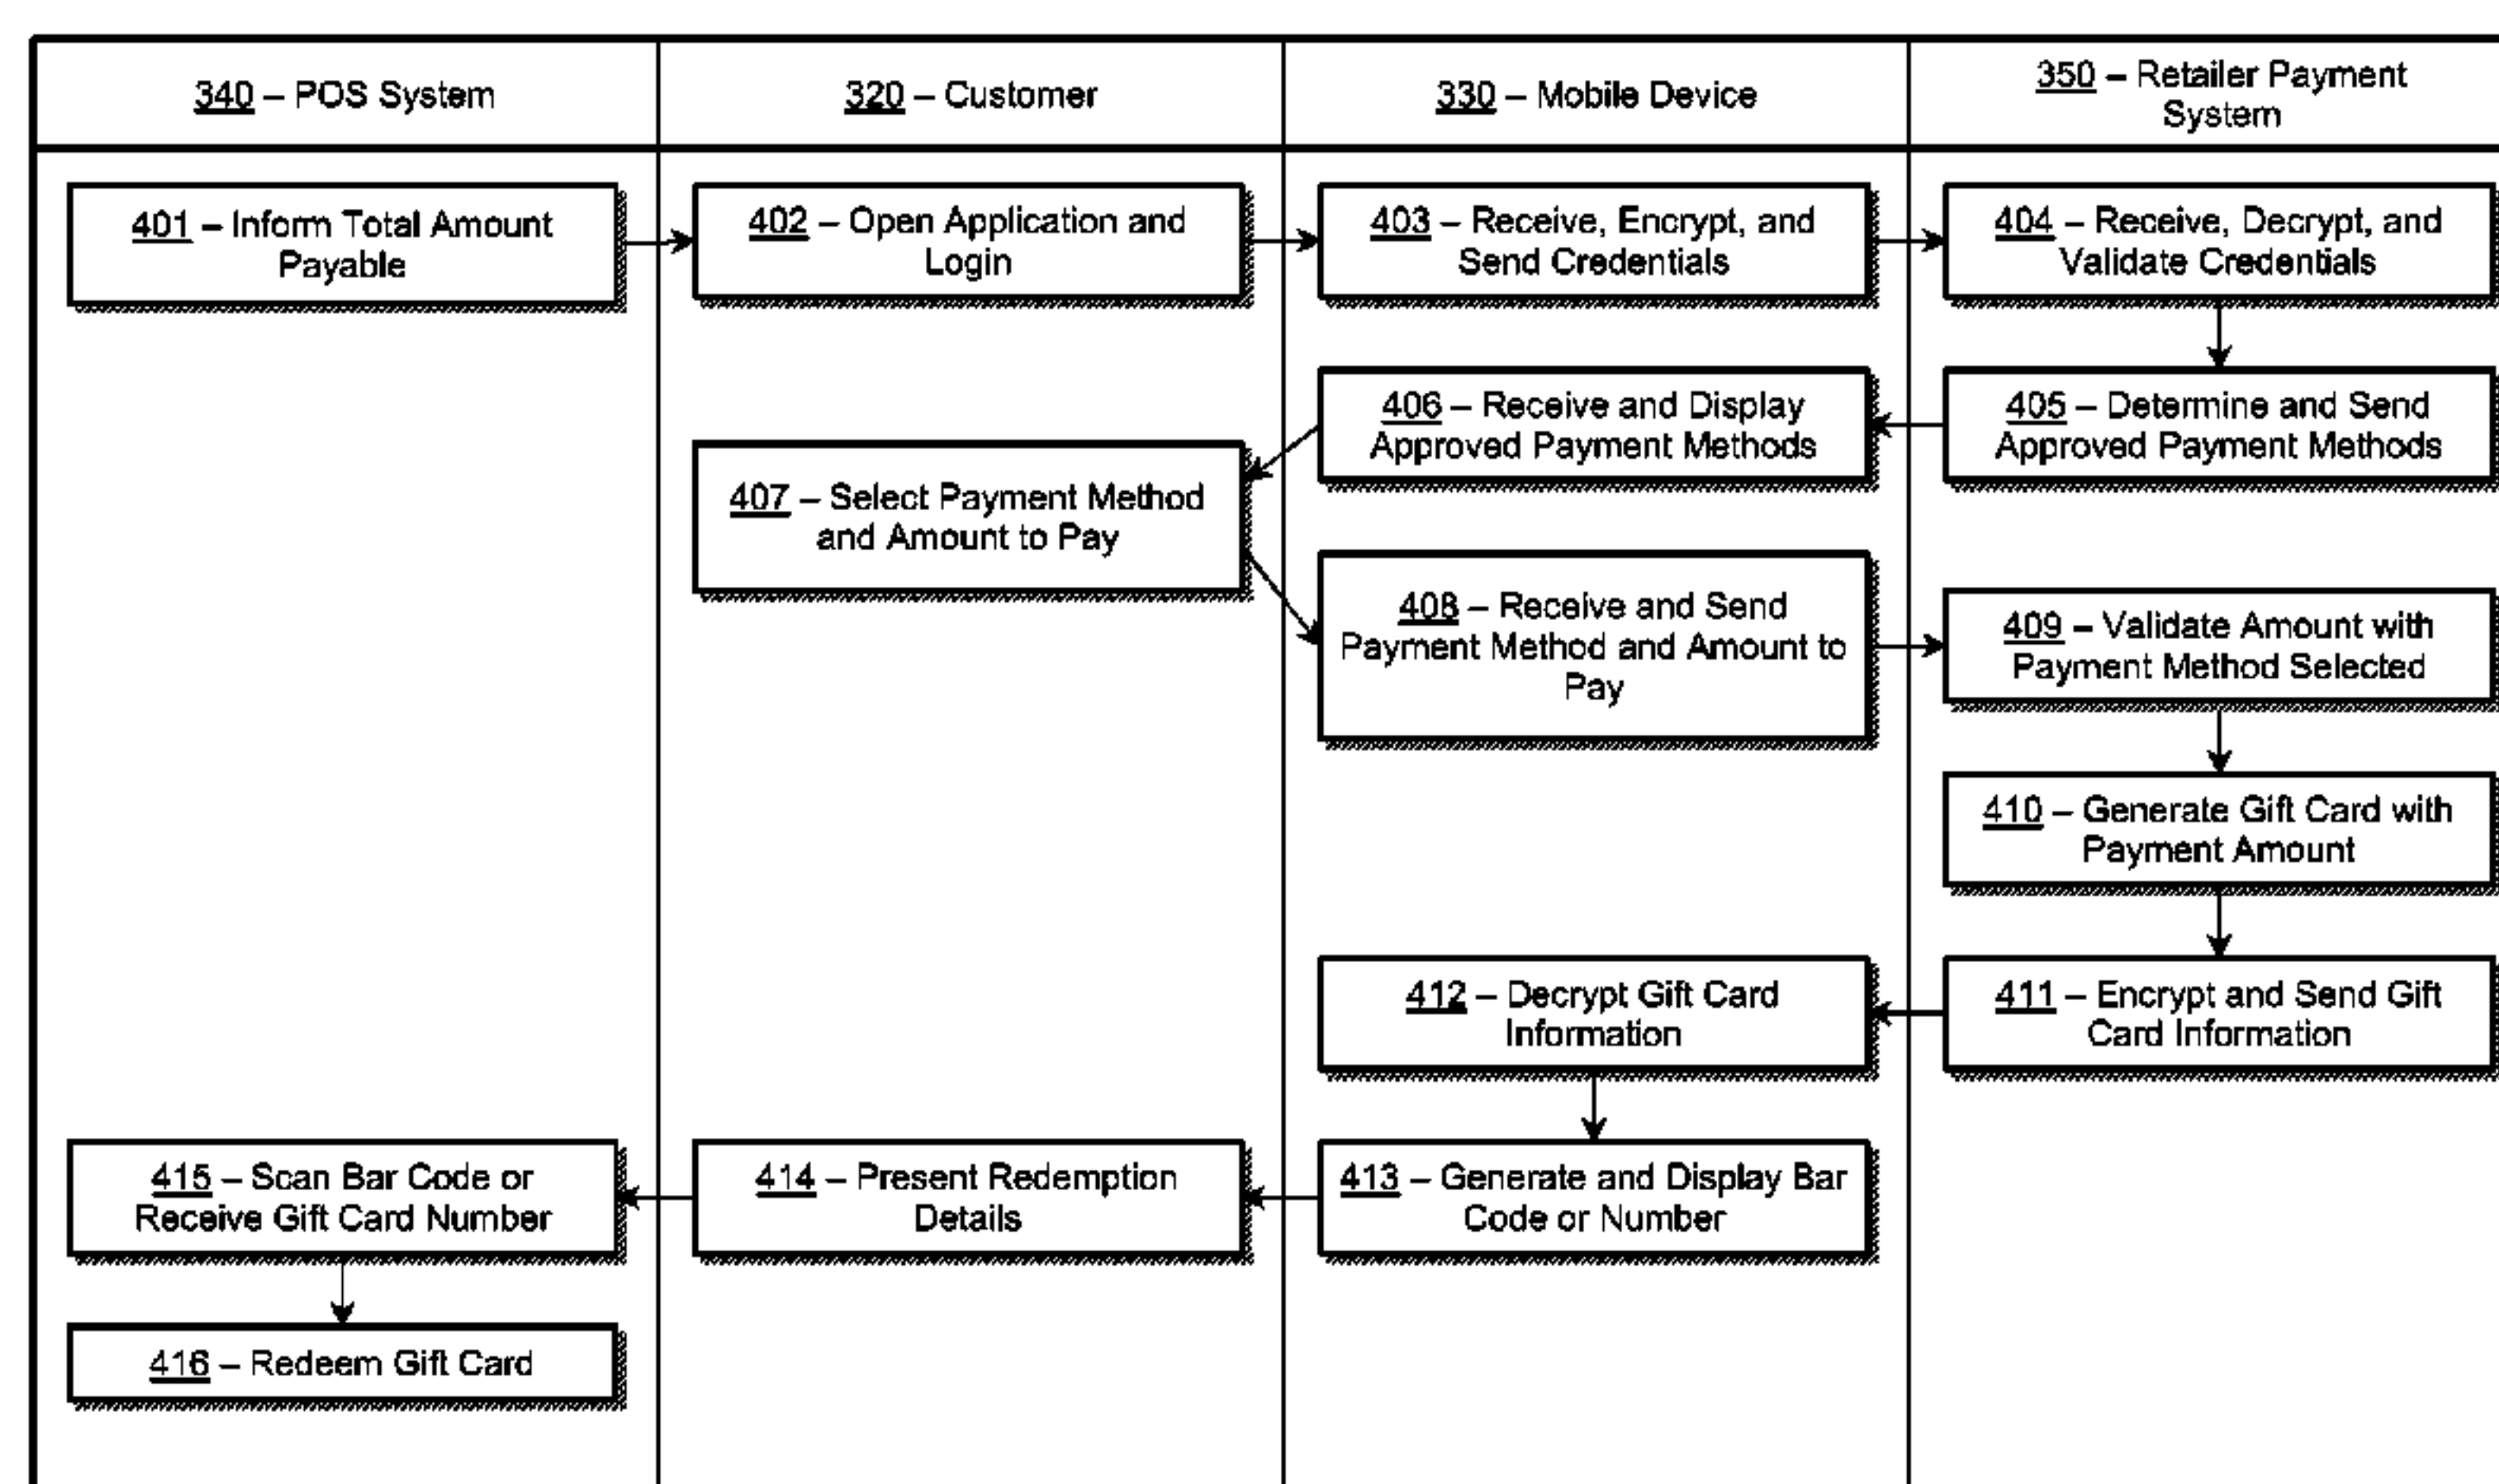 340 – POS System
320 – Customer
330 – Mobile Device
350 – Retailer Payment
System
401 – Inform Total Amount
Payable
402 – Open Application and
Login
403 – Receive, Encrypt, and
Send Credentials
404 – Receive, Decrypt, and
Validate Credentials
406 – Receive and Display
Approved Payment Methods
405 – Determine and Send
Approved Payment Methods
407 – Select Payment Method
and Amount to Pay
408 – Receive and Send
Payment Method and Amount to
Pay
409 – Validate Amount with
Payment Method Selected
410 – Generate Gift Card with
Payment Amount
412 – Decrypt Gift Card
Information
411 – Encrypt and Send Gift
Card Information
415 – Scan Bar Code or
Receive Gift Card Number
414 – Present Redemption
Details
413 – Generate and Display Bar
Code or Number
416 – Redeem Gift Card